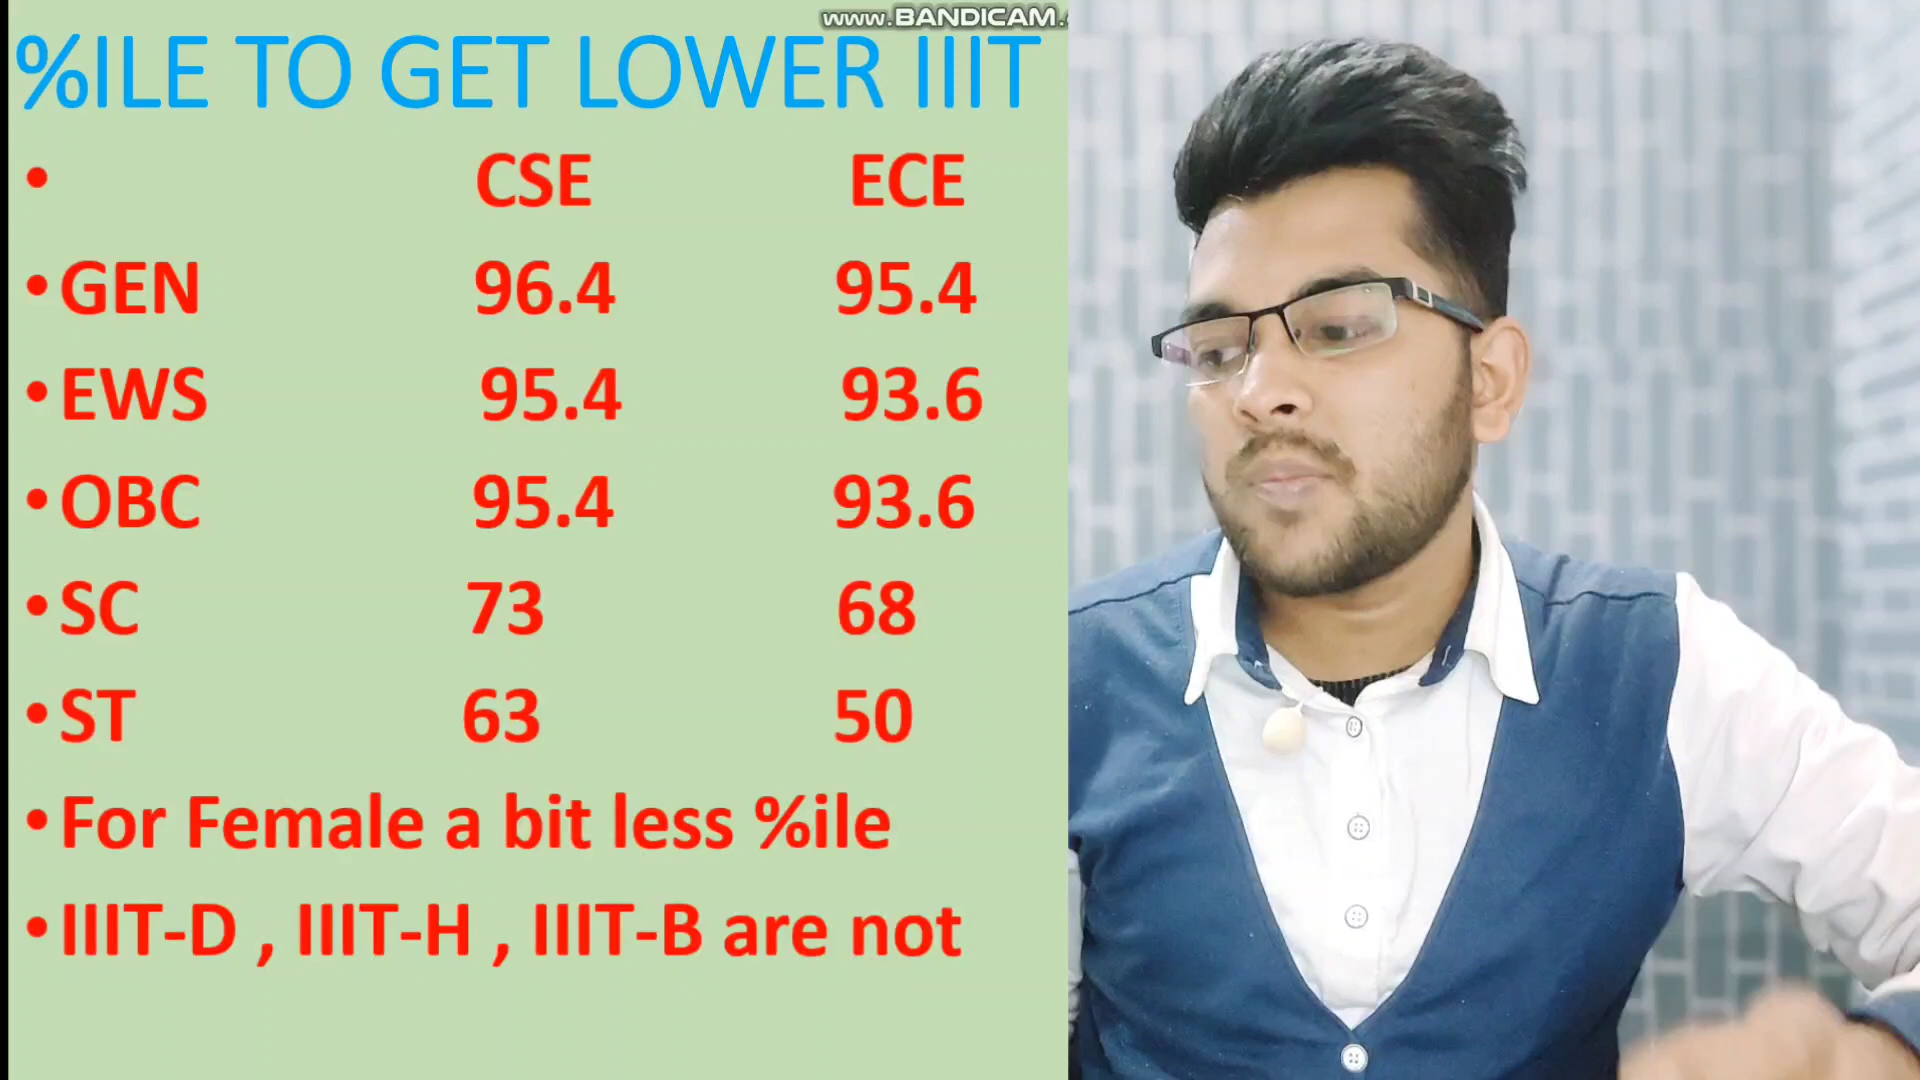 www.BANDICAM.
%ILE TO GET LOWER IIIT
• CSE ECE
• GEN 96.4 95.4
• EWS 95.4 93.6
• OBC 95.4 93.6
• SC 73 68
• ST 63 50
• For Female a bit less %ile
• IIIT-D , IIIT-H , IIIT-B are not